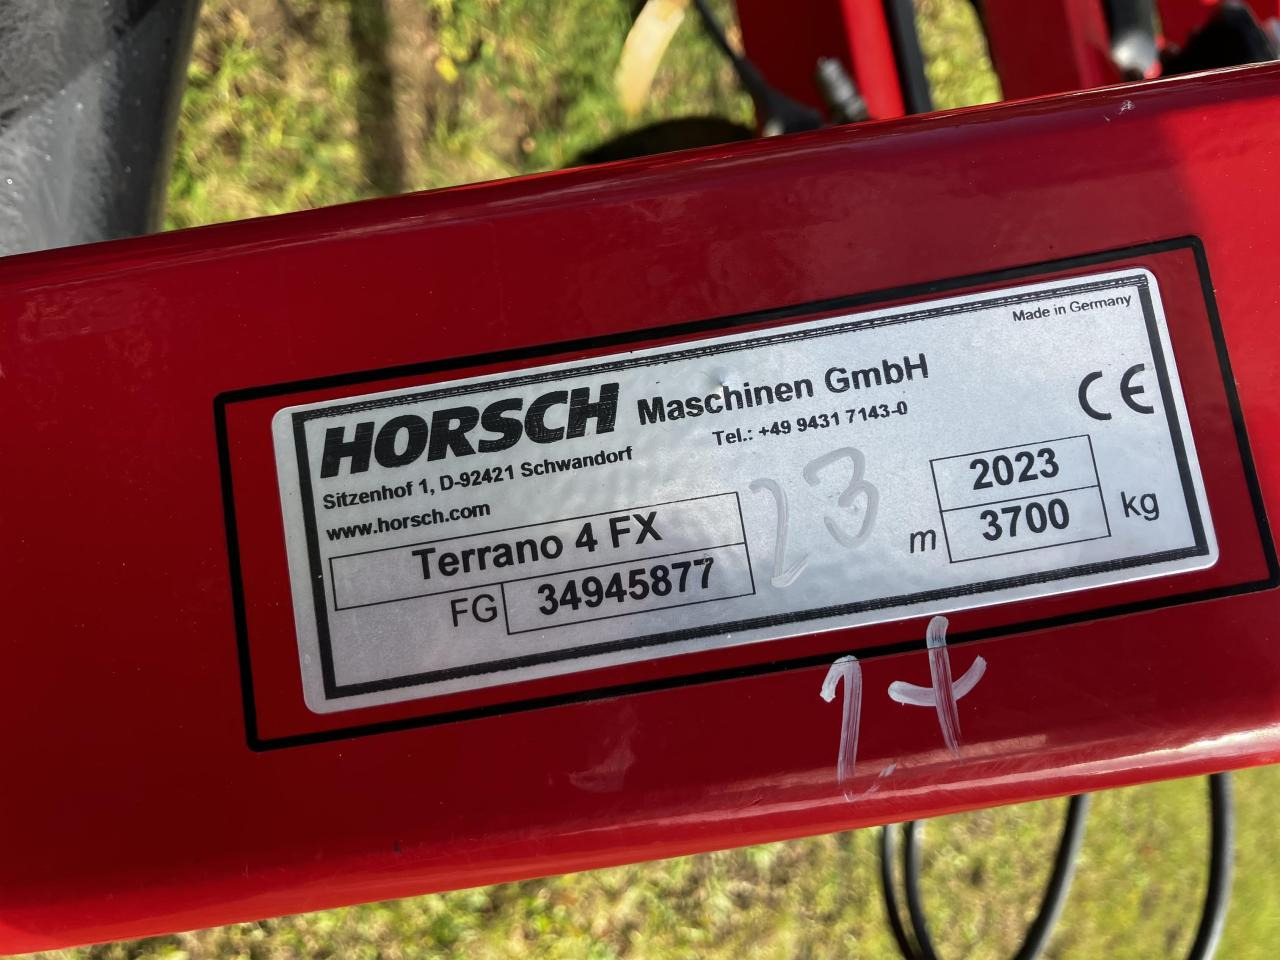 Made in Germany
HORSCH Maschinen GmbH
Sitzenhof 1, D-92421 Schwandorf Tel.: +49 9431 7143-0
www.horsch.com
CE
Terrano 4 FX
2023
FG 34945877
m 3700 kg
23